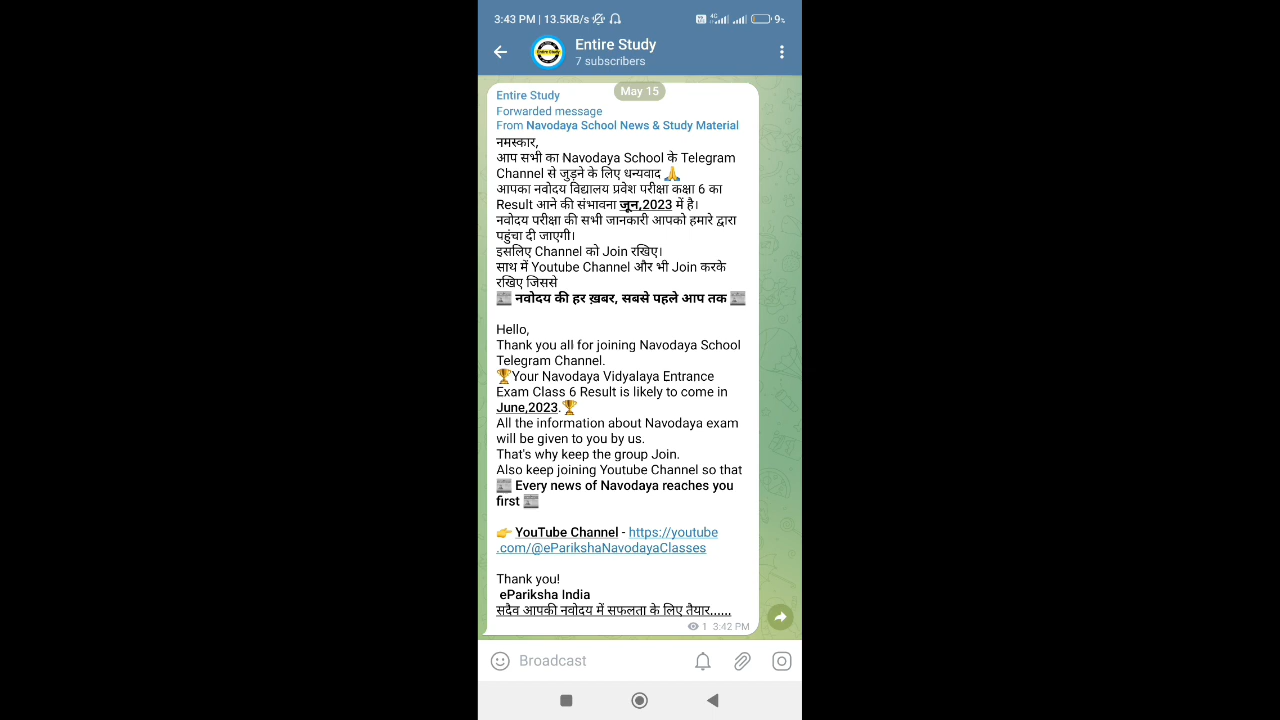 3:43 PM | 13.5KB/s
4G
9%
Entire Study
7 subscribers
May 15
Entire Study
Forwarded message
From Navodaya School News & Study Material
नमस्कार,
आप सभी का Navodaya School के Telegram
Channel से जुड़ने के लिए धन्यवाद 🙏
आपका नवोदय विद्यालय प्रवेश परीक्षा कक्षा 6 का
Result आने की संभावना जून,2023 में है।
नवोदय परीक्षा की सभी जानकारी आपको हमारे द्वारा
पहुंचा दी जाएगी।
इसलिए Channel को Join रखिए।
साथ में Youtube Channel और भी Join करके
रखिए जिससे
📰 नवोदय की हर ख़बर, सबसे पहले आप तक 📰
Hello,
Thank you all for joining Navodaya School
Telegram Channel.
🏆Your Navodaya Vidyalaya Entrance
Exam Class 6 Result is likely to come in
June,2023.🏆
All the information about Navodaya exam
will be given to you by us.
That's why keep the group Join.
Also keep joining Youtube Channel so that
📰 Every news of Navodaya reaches you
first 📰
👉 YouTube Channel - https://youtube
.com/@eParikshaNavodayaClasses
Thank you!
ePariksha India
सदैव आपकी नवोदय में सफलता के लिए तैयार......
1 3:42 PM
Broadcast